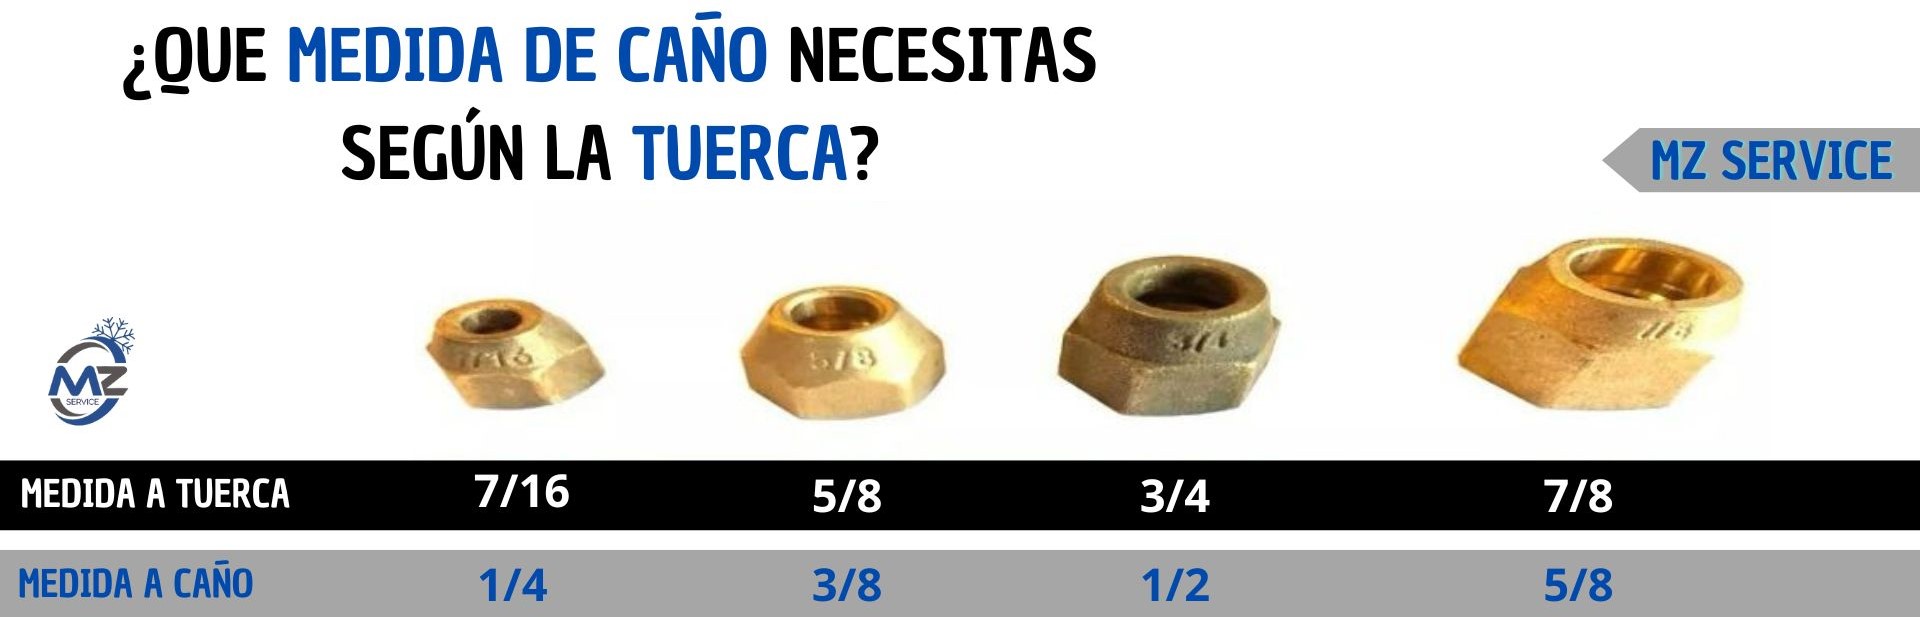 ¿QUE MEDIDA DE CAÑO NECESITAS
SEGÚN LA TUERCA?
MZ SERVICE
MZ
SERVICE
7/16
5/8
3/4
7/8
MEDIDA A TUERCA 7/16 5/8 3/4 7/8
MEDIDA A CAÑO 1/4 3/8 1/2 5/8